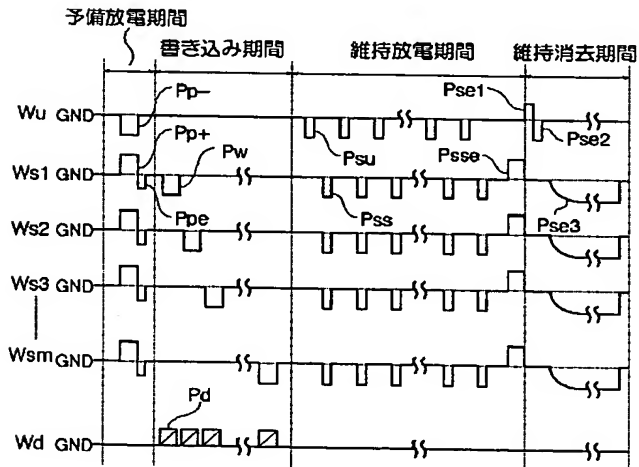 予備放電期間
書き込み期間
維持放電期間
維持消去期間
Wu GND
Pp-
Pse1
Pse2
Pp+
Pw
Psu
Psse
Ws1 GND
Ppe
Pss
Pse3
Ws2 GND
Ws3 GND
Wsm GND
Pd
Wd GND